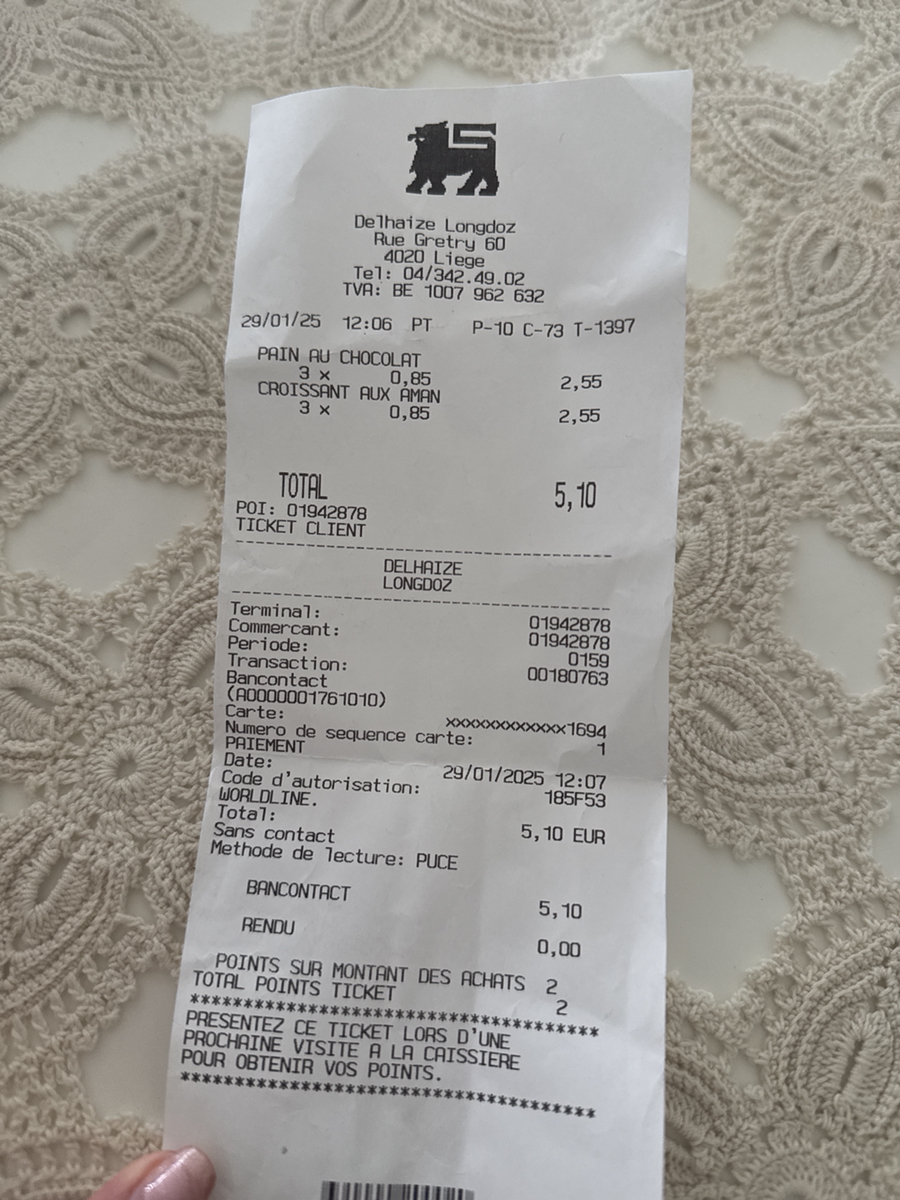 Delhaize Longdoz
Rue Gretry 60
4020 Liege
Tel: 04/342.49.02
TVA: BE 1007 962 632
29/01/25 12:06 PT P-10 C-73 T-1397
PAIN AU CHOCOLAT
3 x 0,85 2,55
CROISSANT AUX AMAN
3 x 0,85 2,55
TOTAL 5,10
POI: 01942878
TICKET CLIENT
DELHAIZE
LONGDOZ
Terminal: 01942878
Commercant: 01942878
Periode: 0159
Transaction: 00180763
Bancontact
(A0000001761010)
Carte: xxxxxxxxxxxxx1694
Numero de sequence carte: 1
PAIEMENT
Date: 29/01/2025 12:07
Code d'autorisation: 185F53
WORLDLINE.
Total: 5,10 EUR
Sans contact
Methode de lecture: PUCE
BANCONTACT 5,10
RENDU 0,00
POINTS SUR MONTANT DES ACHATS 2
TOTAL POINTS TICKET 2
***************************************
PRESENTEZ CE TICKET LORS D'UNE
PROCHAINE VISITE A LA CAISSIERE
POUR OBTENIR VOS POINTS.
***************************************